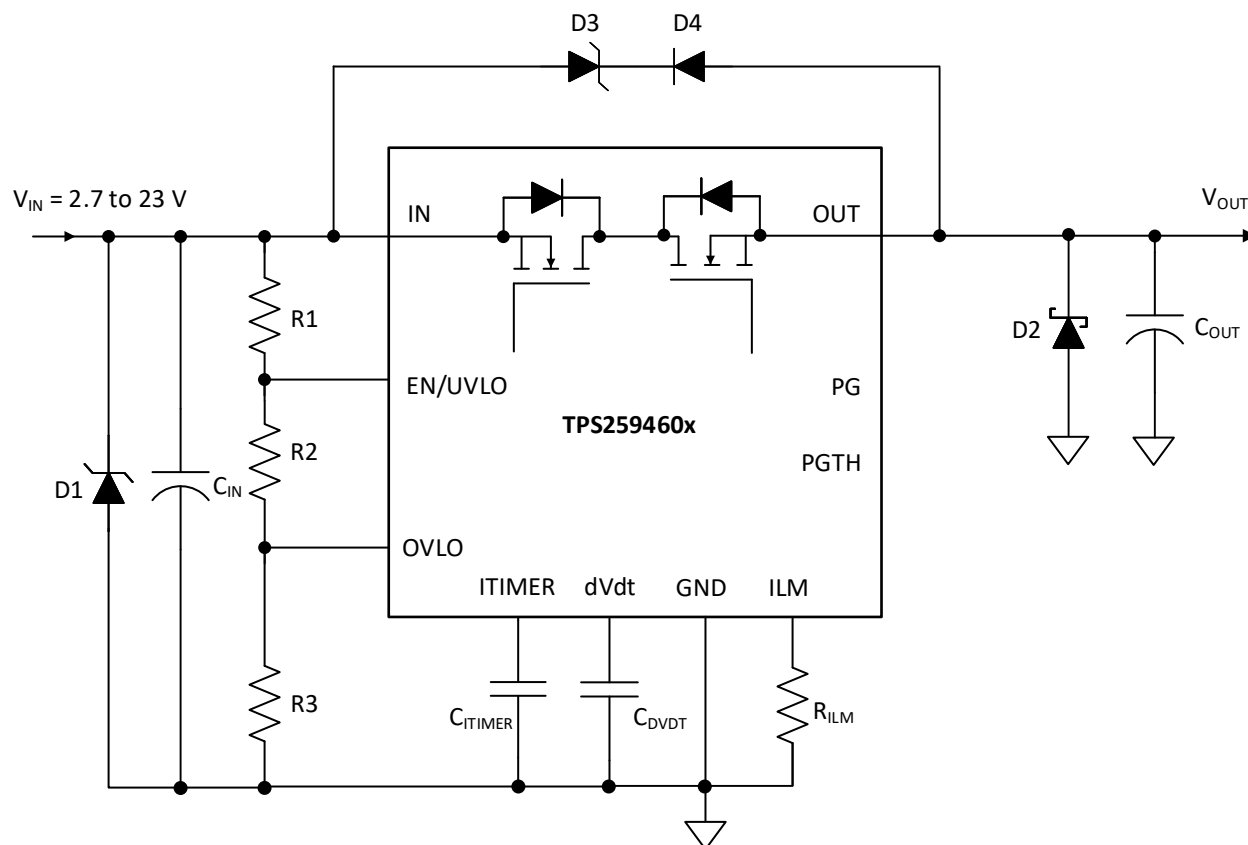 D3
D4
V_IN = 2.7 to 23 V
IN
OUT
V_OUT
R1
D2
C_OUT
EN/UVLO
PG
TPS259460x
R2
PGTH
D1
C_IN
OVLO
ITIMER
dVdt
GND
ILM
R3
C_ITIMER
C_DVDT
R_ILM